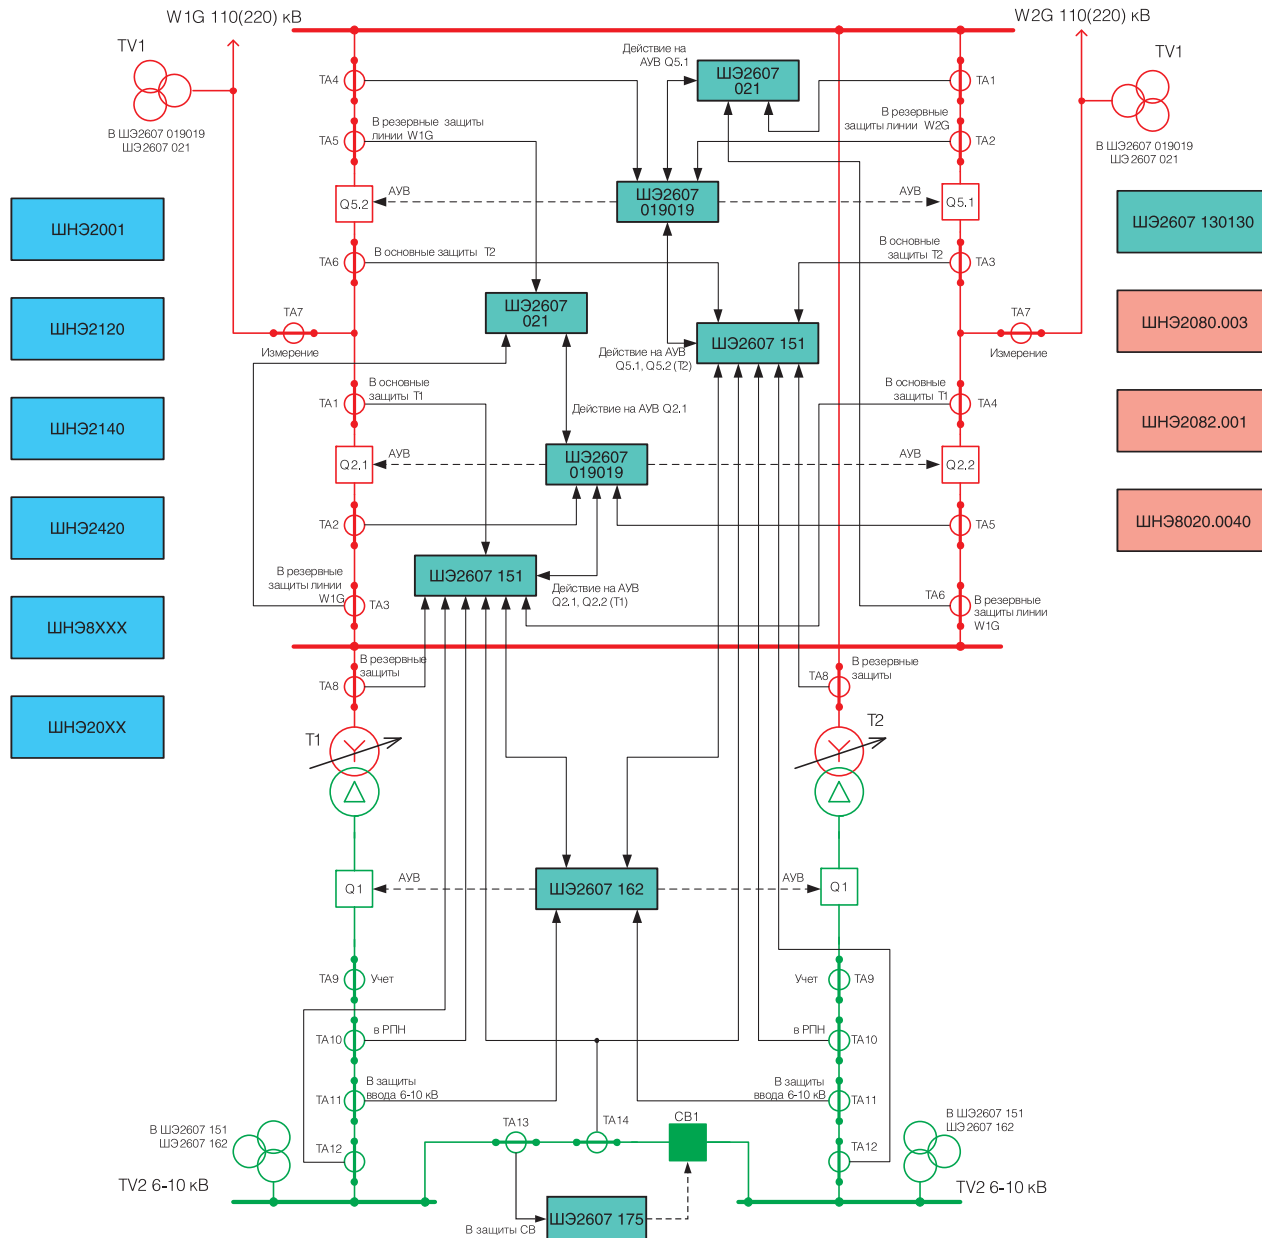 W1G 110(220) кВ
W2G 110(220) кВ
TV1
TV1
В ШЭ2607 019019
ШЭ2607 021
В ШЭ2607 019019
ШЭ2607 021
Действие на
АУВ Q5.1
ШЭ2607
021
TA4
TA1
В резервные защиты
линии W1G
В резервные
защиты линии W2G
TA5
TA2
Q5.2
АУВ
ШЭ2607
019019
АУВ
Q5.1
ШНЭ2001
ШЭ2607 130130
TA6
В основные защиты Т2
В основные
защиты Т2
TA3
ШЭ2607
021
TA7
Измерение
TA7
Измерение
ШНЭ2120
ШНЭ2080.003
ШЭ2607 151
Действие на АУВ
Q5.1, Q5.2 (Т2)
В основные
защиты Т1
В основные
защиты Т1
TA1
TA4
Действие на АУВ Q2.1
ШНЭ2140
ШНЭ2082.001
Q2.1
АУВ
ШЭ2607
019019
АУВ
Q2.2
ШНЭ2420
ШНЭ8020.0040
TA2
TA5
В резервные
защиты линии
W1G
TA3
ШЭ2607 151
Действие на АУВ
Q2.1, Q2.2 (Т1)
TA6
В резервные
защиты линии
W1G
ШНЭ8XXX
В резервные
защиты
TA8
TA8
В резервные
защиты
ШНЭ20XX
T1
T2
Q1
АУВ
ШЭ2607 162
АУВ
Q1
TA9
Учет
Учет
TA9
TA10
в РПН
в РПН
TA10
В защиты
ввода 6-10 кВ
В защиты
ввода 6-10 кВ
TA11
TA11
В ШЭ2607 151
ШЭ2607 162
TA12
TA13
TA14
СВ1
TA12
В ШЭ2607 151
ШЭ2607 162
TV2 6-10 кВ
TV2 6-10 кВ
В защиты СВ
ШЭ2607 175